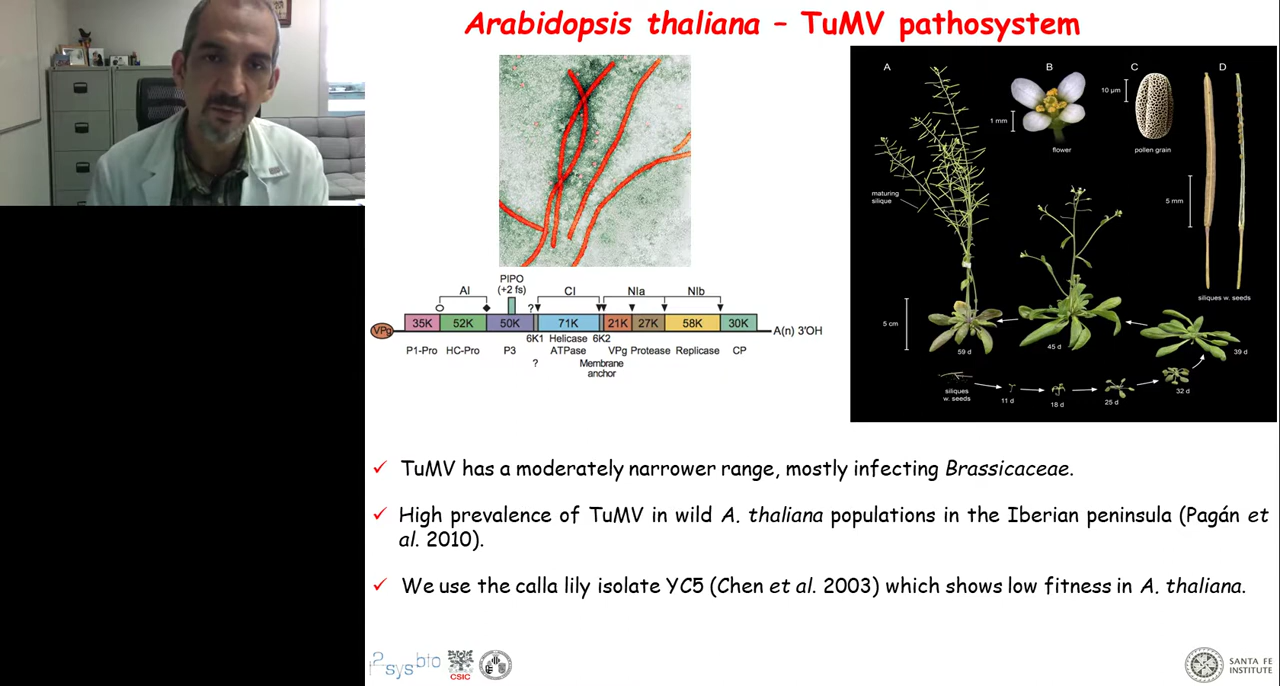 Arabidopsis thaliana – TuMV pathosystem
A
B
C
D
10 µm
1 mm
flower
pollen grain
maturing
silique
5 mm
siliques w. seeds
5 cm
59 d
45 d
39 d
siliques
w. seeds
11 d
18 d
25 d
32 d
PIPO
(+2 fs)
AI
CI
NIa
NIb
?
VPg
35K
52K
50K
71K
21K
27K
58K
30K
A(n) 3'OH
6K1
Helicase
6K2
P1-Pro
HC-Pro
P3
ATPase
VPg
Protease
Replicase
CP
?
Membrane
anchor
✓ TuMV has a moderately narrower range, mostly infecting Brassicaceae.
✓ High prevalence of TuMV in wild A. thaliana populations in the Iberian peninsula (Pagán et
al. 2010).
✓ We use the calla lily isolate YC5 (Chen et al. 2003) which shows low fitness in A. thaliana.
i2sysbio
CSIC
SANTA FE
INSTITUTE